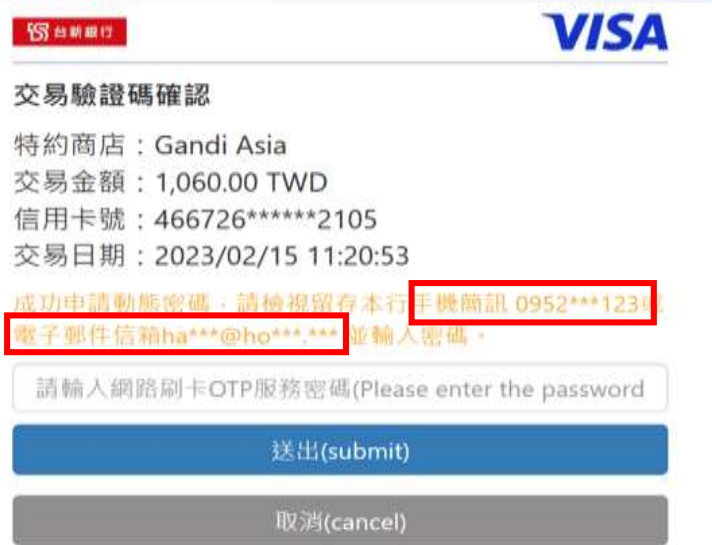 台新銀行
VISA
交易驗證碼確認
特約商店：Gandi Asia
交易金額：1,060.00 TWD
信用卡號：466726******2105
交易日期：2023/02/15 11:20:53
成功申請動態密碼，請檢視留存本行手機簡訊 0952***123或
電子郵件信箱ha***@ho***.*** 並輸入密碼。
請輸入網路刷卡OTP服務密碼(Please enter the password
送出(submit)
取消(cancel)